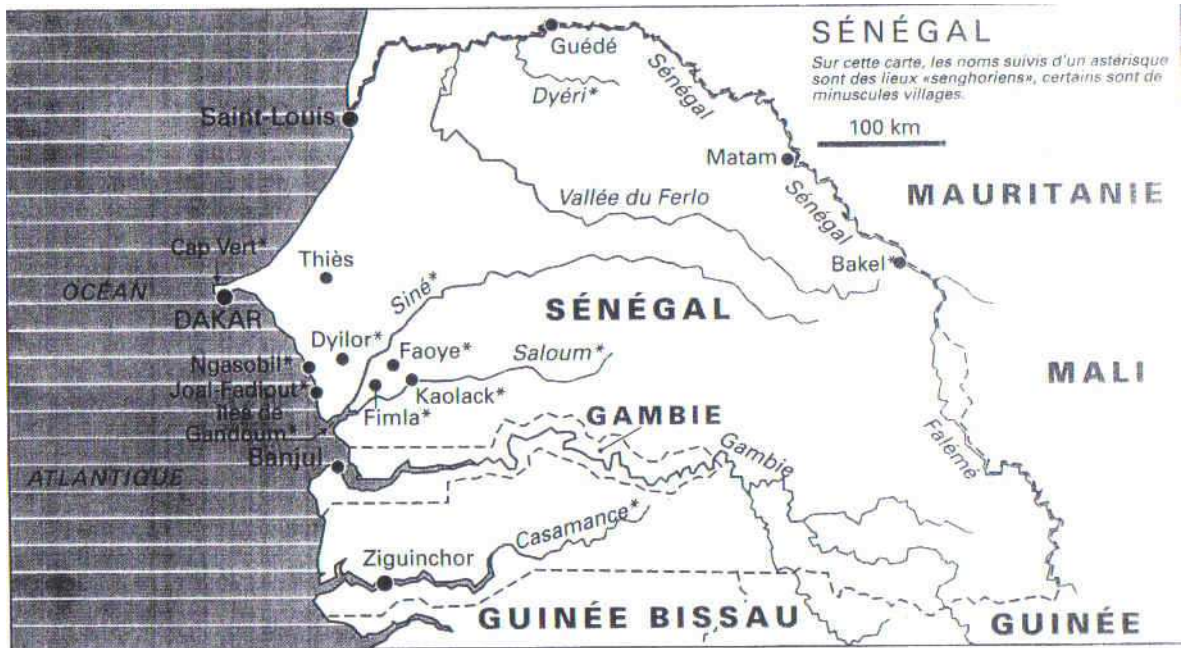 SÉNÉGAL
Sur cette carte, les noms suivis d'un astérisque
sont des lieux «senghoriens», certains sont de
minuscules villages.
100 km
Guédé
Sénégal
Dyéri*
Saint-Louis
Matam
MAURITANIE
Vallée du Ferlo
Sénégal
Cap Vert*
Thiès
Bakel*
OCÉAN
Siné*
DAKAR
SÉNÉGAL
Dyilor*
Faoye*
Saloum*
Ngasobil*
MALI
Joal-Fadiout*
Kaolack*
îles de
Gandoum*
Fimla*
GAMBIE
Banjul
Gambie
Falémé
ATLANTIQUE
Casamance*
Ziguinchor
GUINÉE BISSAU
GUINÉE